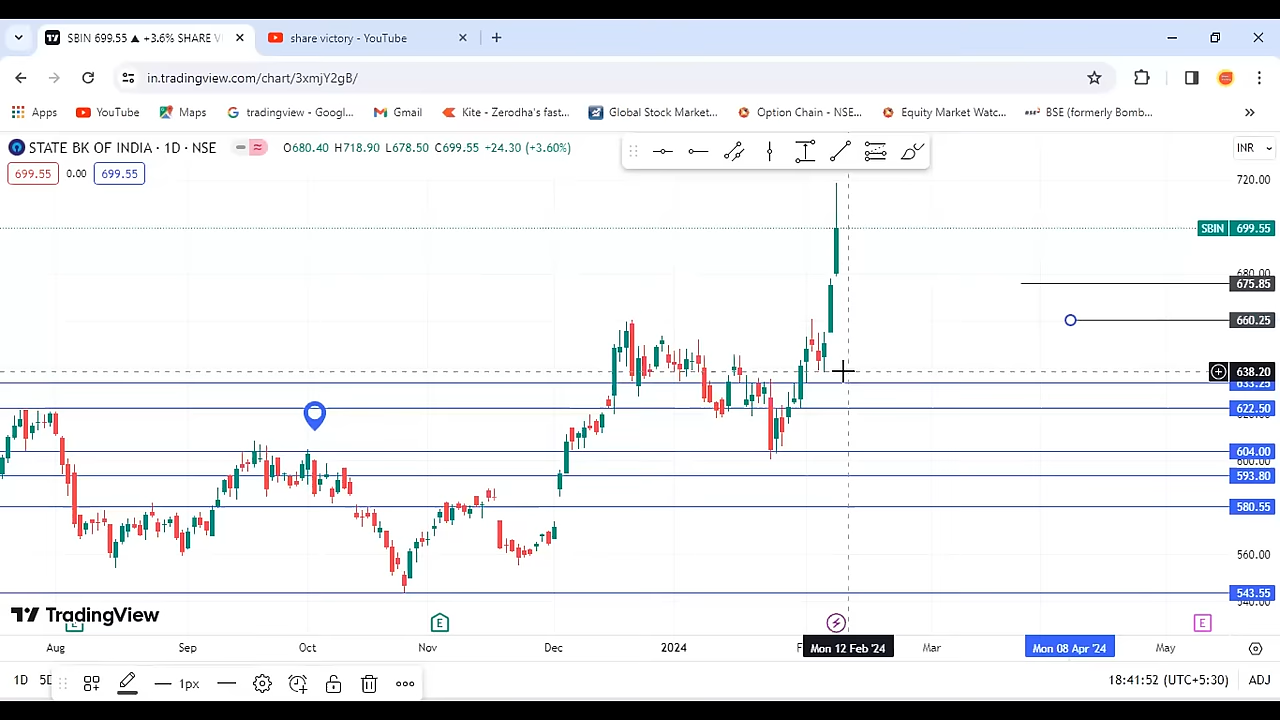 SBIN 699.55 ▲ +3.6% SHARE V
share victory - YouTube
in.tradingview.com/chart/3xmjY2gB/
Apps
YouTube
Maps
tradingview - Googl...
Gmail
Kite - Zerodha's fast...
Global Stock Market...
Option Chain - NSE...
Equity Market Watc...
BSE (formerly Bomb...
STATE BK OF INDIA · 1D · NSE
O680.40 H718.90 L678.50 C699.55 +24.30 (+3.60%)
INR
699.55 0.00 699.55
720.00
SBIN 699.55
680.00
675.85
660.25
638.20
633.25
622.50
604.00
600.00
593.80
580.55
560.00
543.55
TradingView
E
E
E
Aug Sep Oct Nov Dec 2024 F Mon 12 Feb '24 Mar Mon 08 Apr '24 May
1D 5D
1px
18:41:52 (UTC+5:30) ADJ